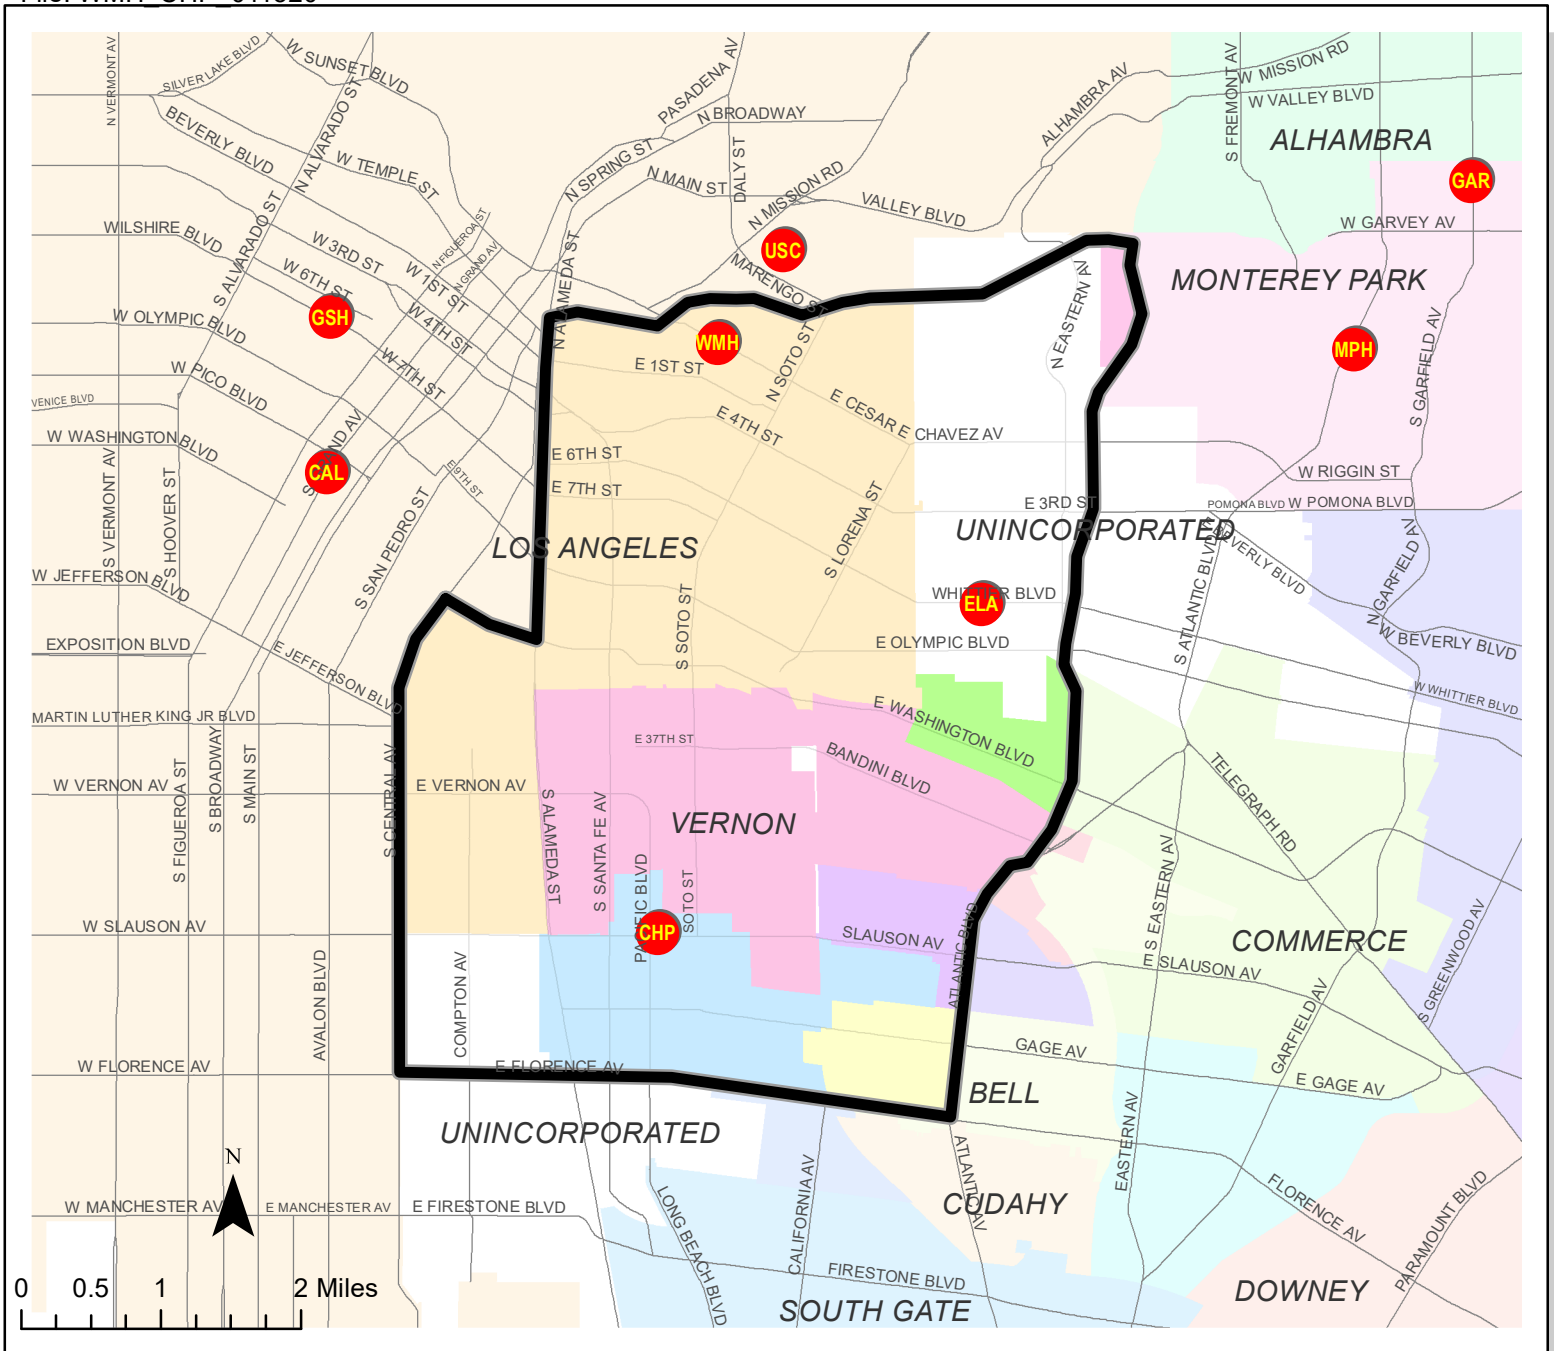 N VERMONT AV
SILVER LAKE BLVD
W SUNSET BLVD
PASADENA AV
ALHAMBRA AV
S FREMONT AV
W MISSION RD
W VALLEY BLVD
BEVERLY BLVD
N ALVARADO ST
W TEMPLE ST
N BROADWAY
N SPRING ST
DALY ST
ALHAMBRA
N MAIN ST
N MISSION RD
VALLEY BLVD
GAR
W GARVEY AV
WILSHIRE BLVD
S ALVARADO ST
W 3RD ST
N FIGUEROA ST
N GRAND AV
W 1ST ST
USC
MARENGO ST
N ALAMEDA ST
W 6TH ST
GSH
W 4TH ST
N EASTERN AV
MONTEREY PARK
W OLYMPIC BLVD
WMH
N SOTO ST
MPH
S GARFIELD AV
W 7TH ST
W PICO BLVD
E 1ST ST
E CESAR E CHAVEZ AV
VENICE BLVD
W WASHINGTON BLVD
E 4TH ST
S VERMONT AV
S HOOVER ST
CAL
E 9TH ST
E 6TH ST
E 7TH ST
W RIGGIN ST
E 3RD ST
POMONA BLVD
W POMONA BLVD
S SAN PEDRO ST
LOS ANGELES
S LORENA ST
UNINCORPORATED
BEVERLY BLVD
S ATLANTIC BLVD
N GARFIELD AV
W JEFFERSON BLVD
WHITTIER BLVD
ELA
EXPOSITION BLVD
E JEFFERSON BLVD
S SOTO ST
E OLYMPIC BLVD
W BEVERLY BLVD
W WHITTIER BLVD
MARTIN LUTHER KING JR BLVD
E WASHINGTON BLVD
E 37TH ST
BANDINI BLVD
TELEGRAPH RD
S FIGUEROA ST
S BROADWAY
S MAIN ST
S CENTRAL AV
W VERNON AV
E VERNON AV
S ALAMEDA ST
S SANTA FE AV
VERNON
PACIFIC BLVD
SOTO ST
S EASTERN AV
CHP
W SLAUSON AV
SLAUSON AV
ATLANTIC BLVD
COMMERCE
E SLAUSON AV
S GREENWOOD AV
AVALON BLVD
COMPTON AV
GARFIELD AV
GAGE AV
E GAGE AV
W FLORENCE AV
E FLORENCE AV
BELL
UNINCORPORATED
EASTERN AV
ATLANTIC AV
CALIFORNIA AV
N
CUDAHY
W MANCHESTER AV
E MANCHESTER AV
E FIRESTONE BLVD
LONG BEACH BLVD
FLORENCE AV
PARAMOUNT BLVD
FIRESTONE BLVD
DOWNEY
SOUTH GATE
0 0.5 1 2 Miles